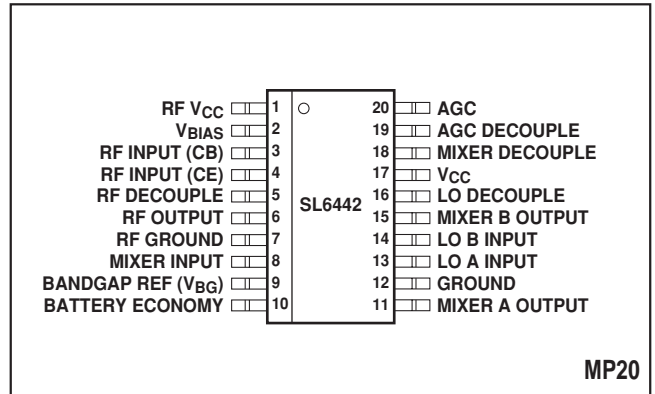 RF VCC 1 20 AGC
VBIAS 2 19 AGC DECOUPLE
RF INPUT (CB) 3 18 MIXER DECOUPLE
RF INPUT (CE) 4 17 VCC
RF DECOUPLE 5 16 LO DECOUPLE
SL6442
RF OUTPUT 6 15 MIXER B OUTPUT
RF GROUND 7 14 LO B INPUT
MIXER INPUT 8 13 LO A INPUT
BANDGAP REF (VBG) 9 12 GROUND
BATTERY ECONOMY 10 11 MIXER A OUTPUT
MP20